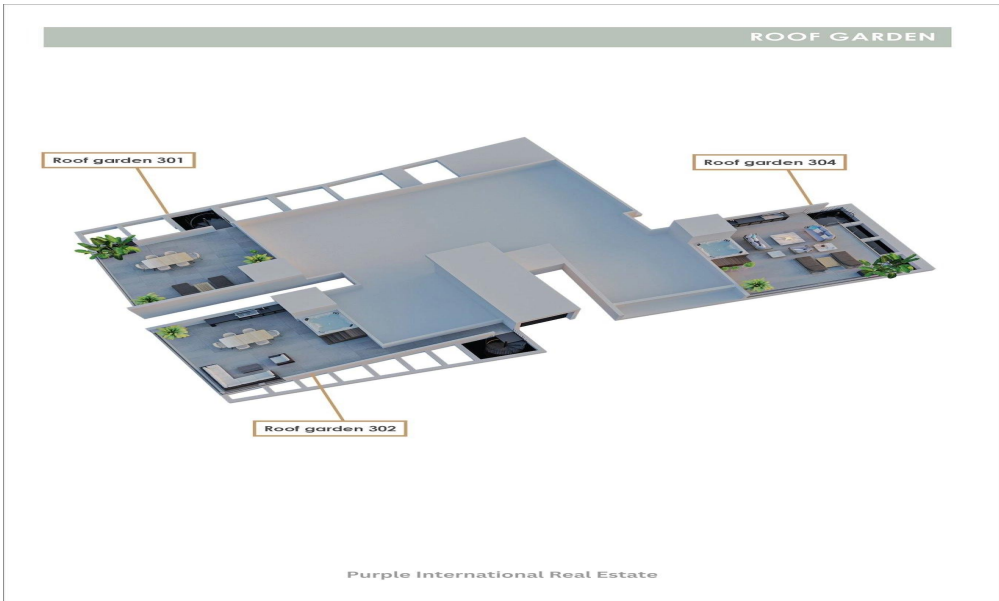 ROOF GARDEN
Roof garden 301
Roof garden 304
Roof garden 302
Purple International Real Estate